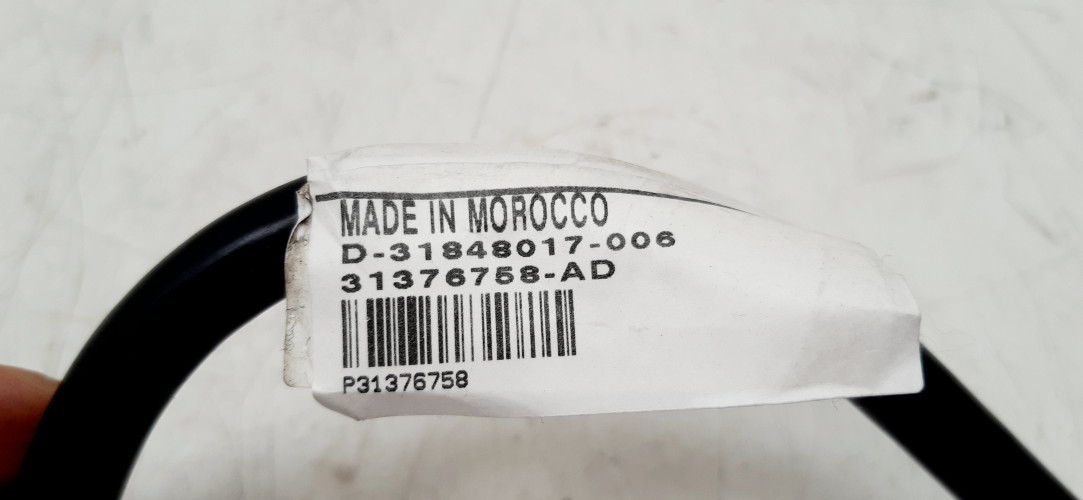 MADE IN MOROCCO
D-31848017-006
31376758-AD
P31376758